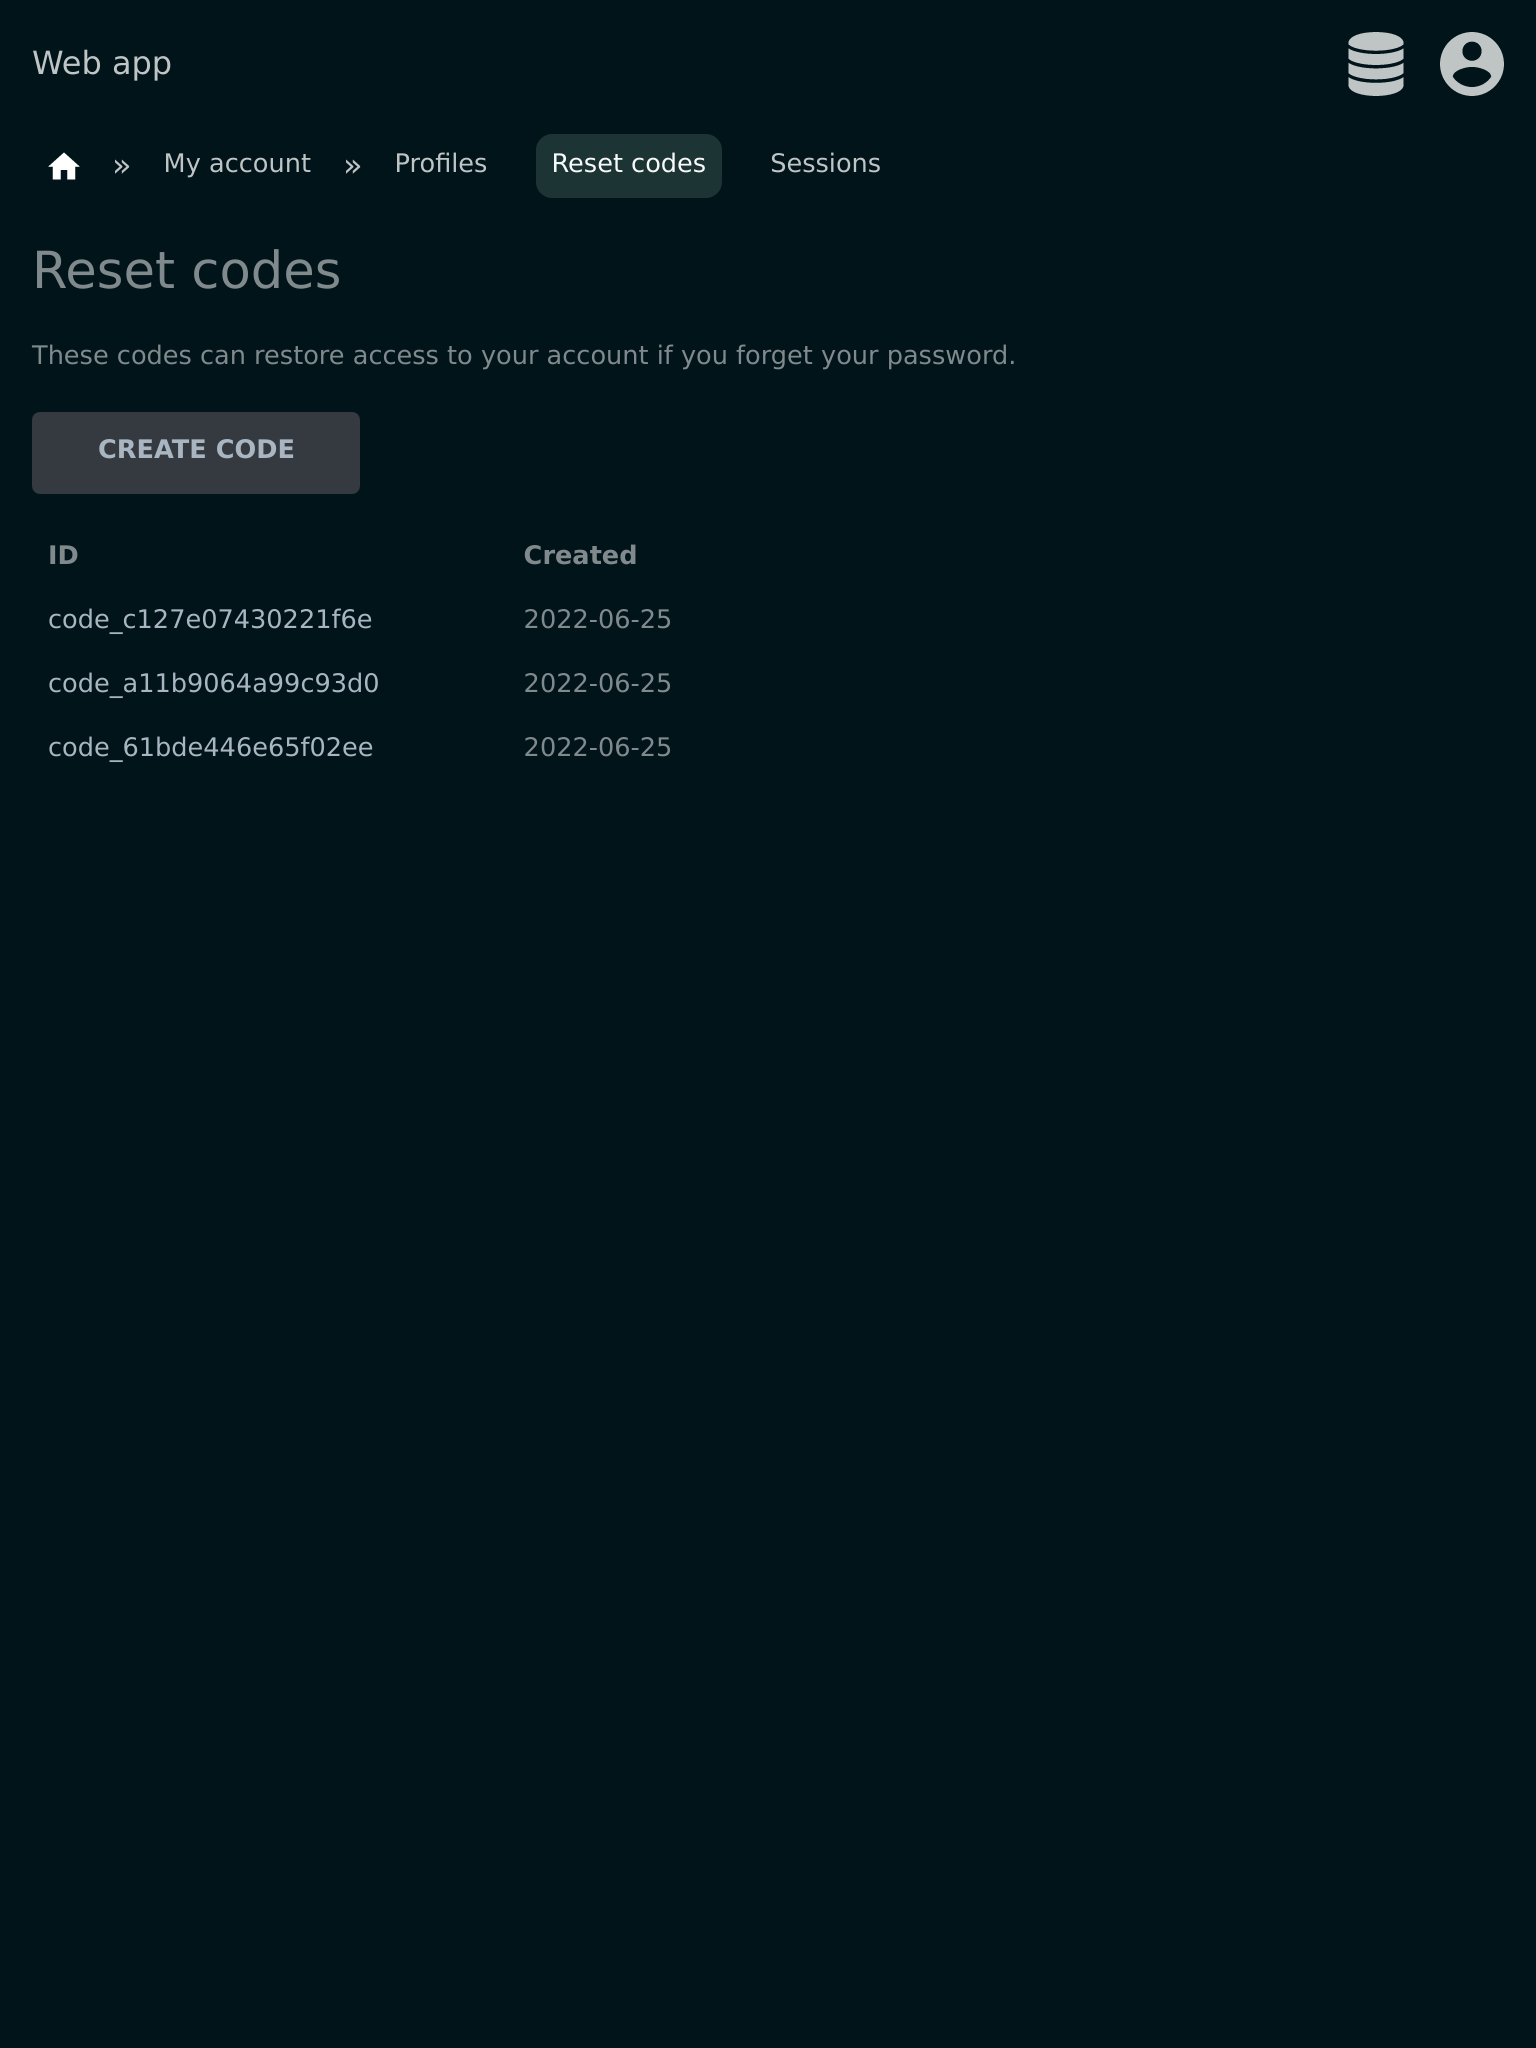 Web app
» My account » Profiles Reset codes Sessions
Reset codes
These codes can restore access to your account if you forget your password.
CREATE CODE
ID Created
code_c127e07430221f6e 2022-06-25
code_a11b9064a99c93d0 2022-06-25
code_61bde446e65f02ee 2022-06-25